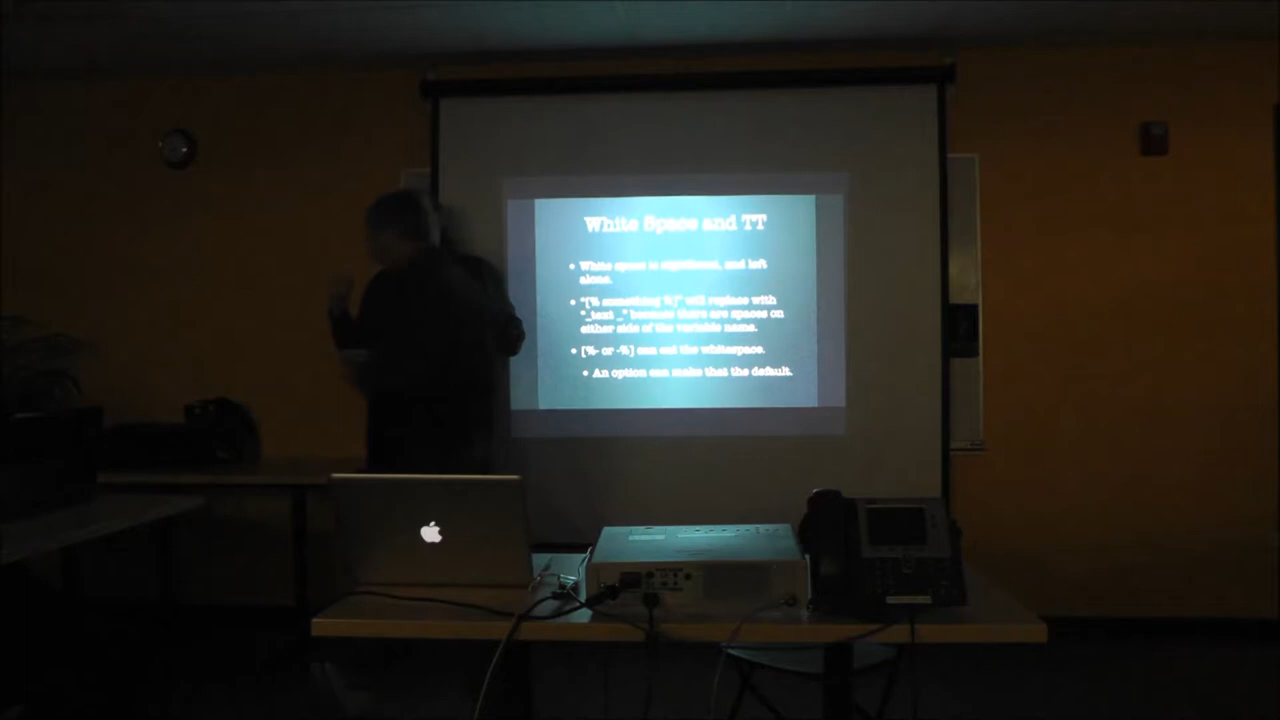 White Space and TT
• White space is significant, and left
alone.
• "[% something %]" will replace with
"_text _" because there are spaces on
either side of the variable name.
• [%- or -%] can eat the whitespace.
• An option can make that the default.